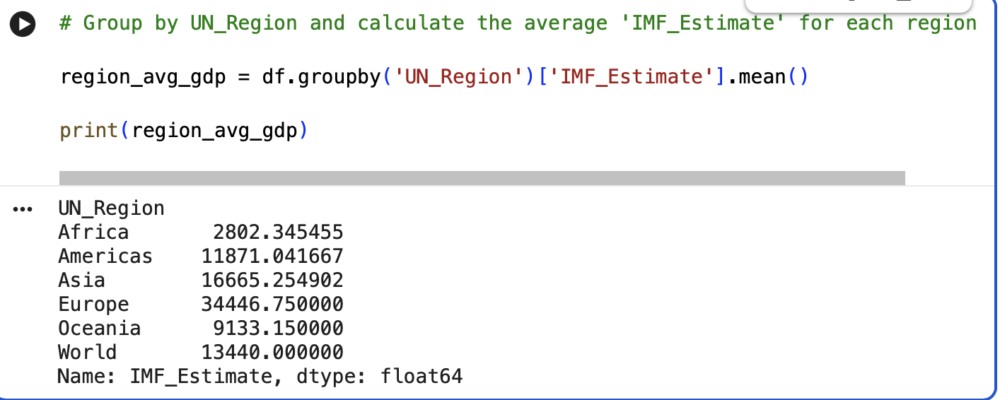 # Group by UN_Region and calculate the average 'IMF_Estimate' for each region
region_avg_gdp = df.groupby('UN_Region')['IMF_Estimate'].mean()
print(region_avg_gdp)
UN_Region
Africa       2802.345455
Americas    11871.041667
Asia        16665.254902
Europe      34446.750000
Oceania      9133.150000
World       13440.000000
Name: IMF_Estimate, dtype: float64